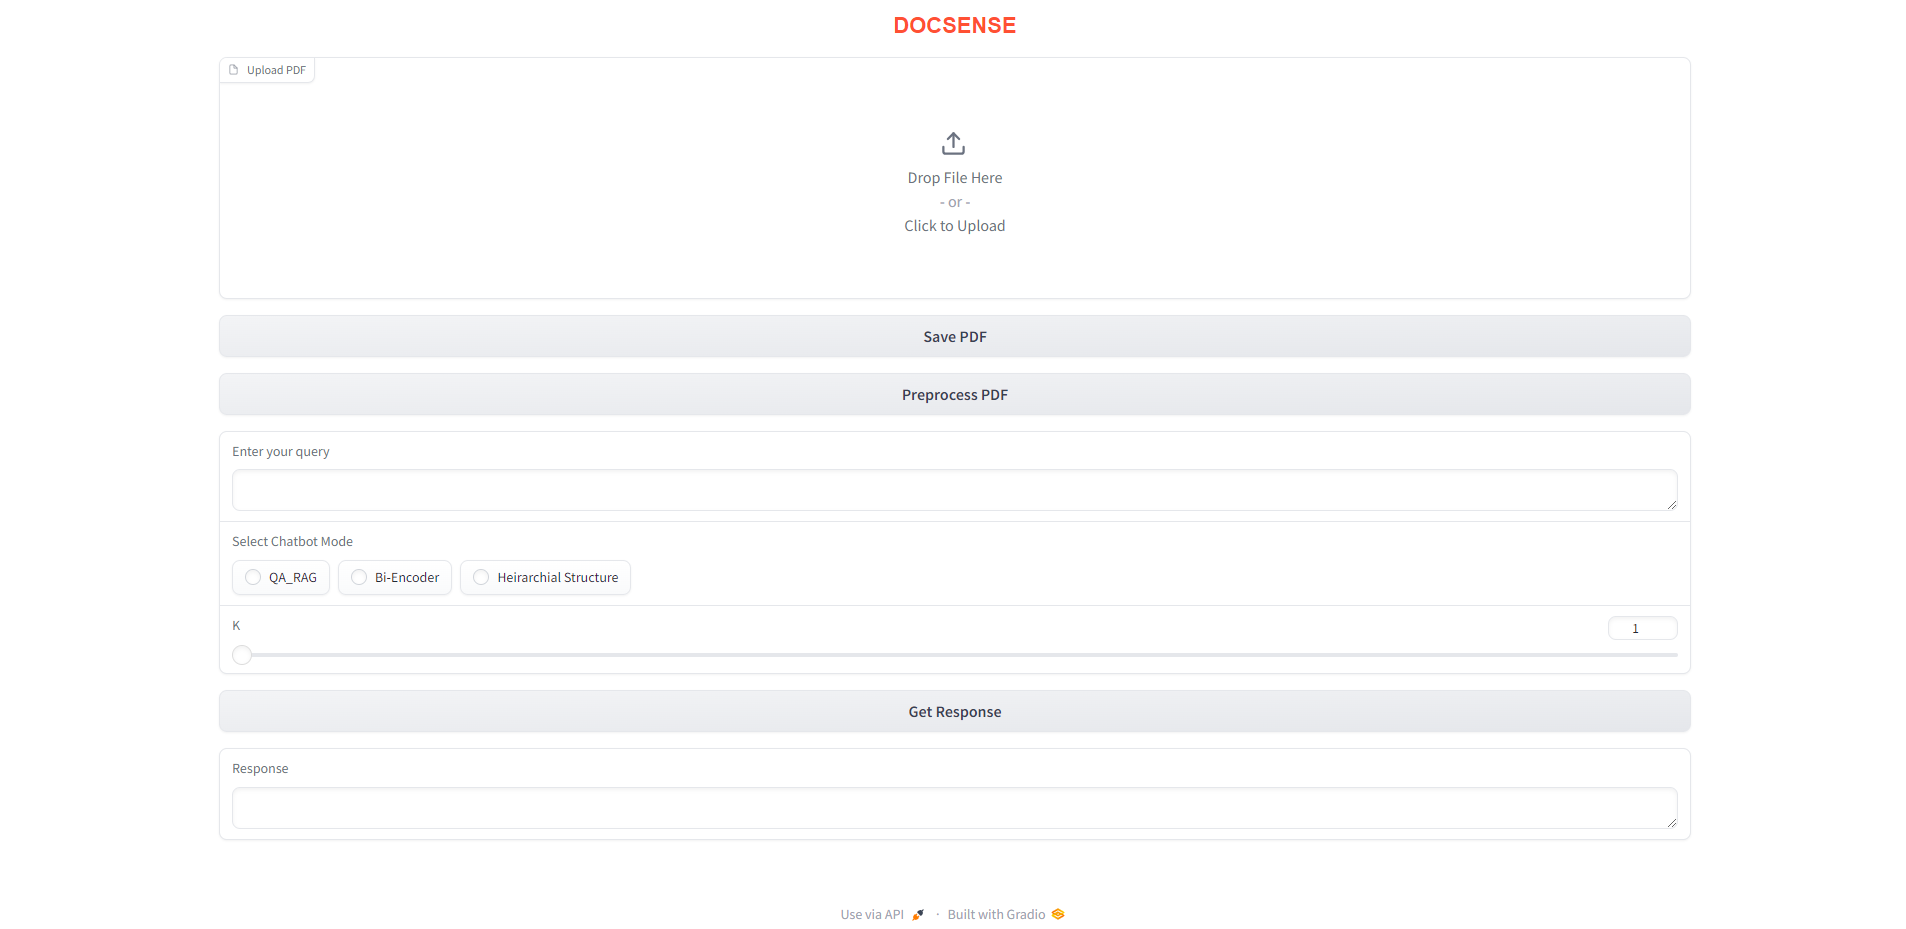 DOCSENSE
Upload PDF
Drop File Here
- or -
Click to Upload
Save PDF
Preprocess PDF
Enter your query
Select Chatbot Mode
QA_RAG Bi-Encoder Heirarchial Structure
K 1
Get Response
Response
Use via API · Built with Gradio